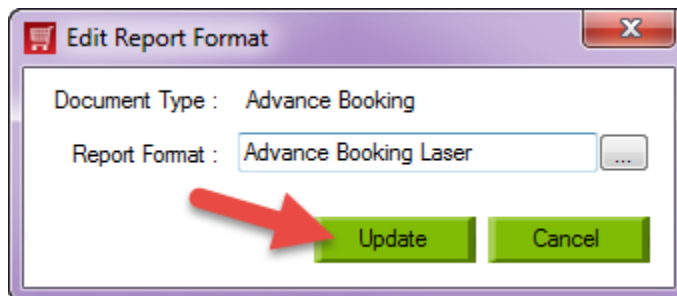 Edit Report Format
X
Document Type : Advance Booking
Report Format : Advance Booking Laser ...
Update Cancel